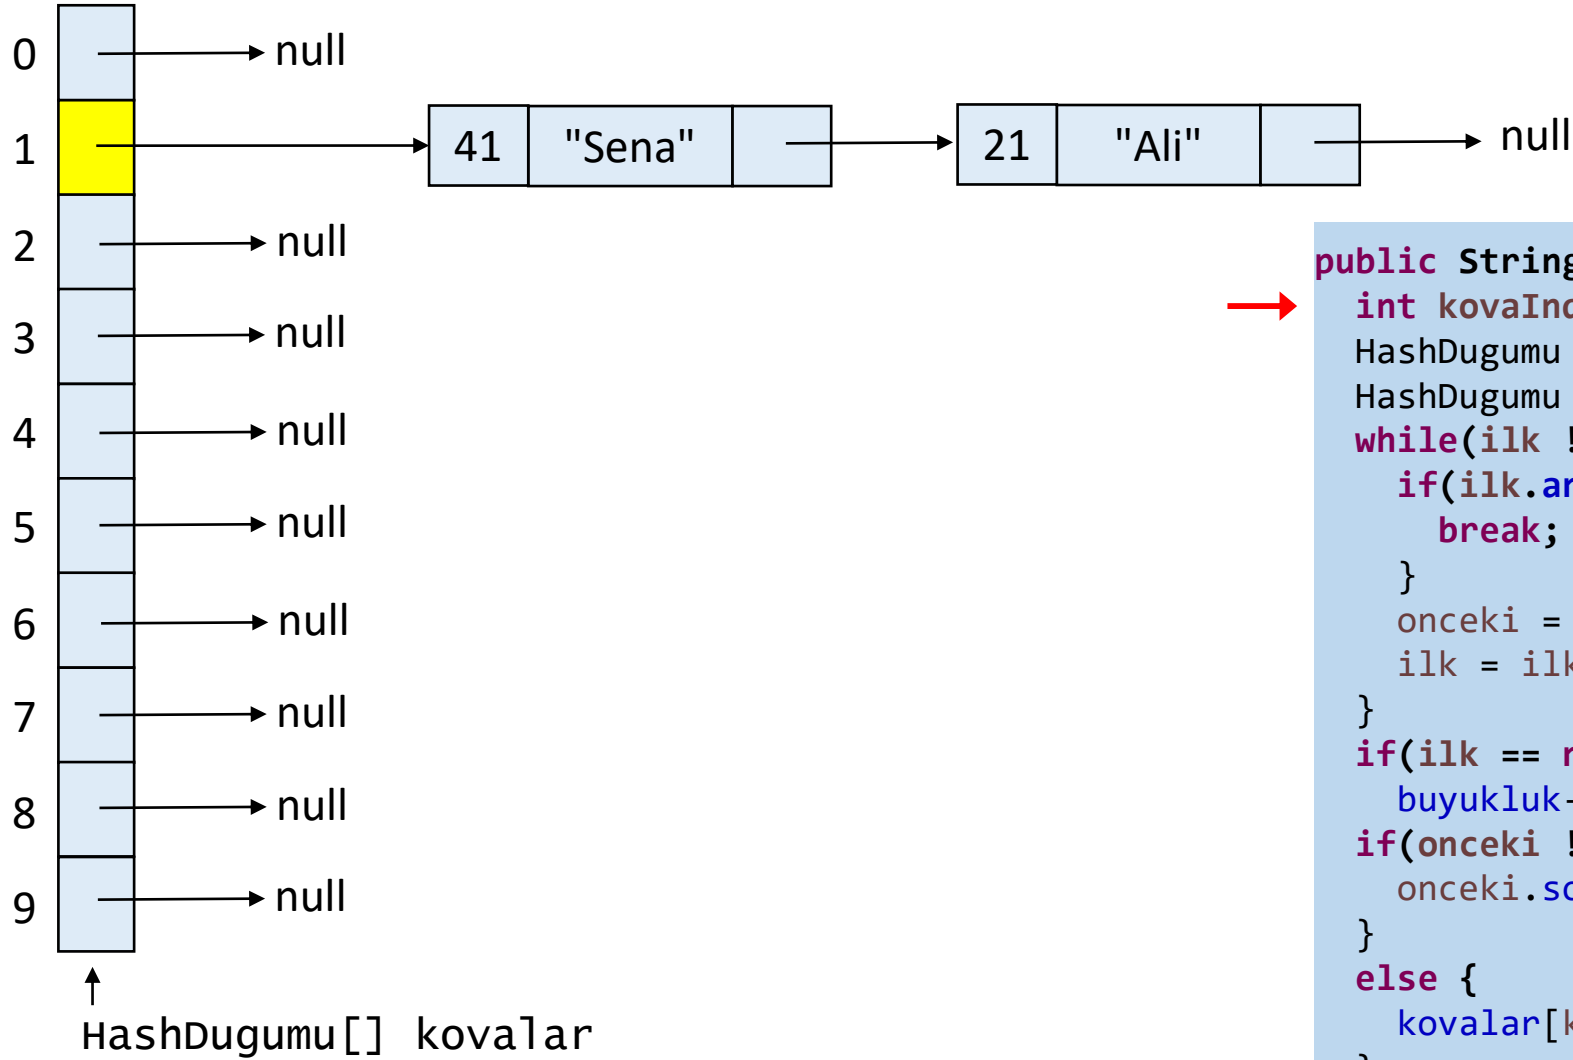 0 null
1 41 "Sena" 21 "Ali" null
2 null
3 null
4 null
5 null
6 null
7 null
8 null
9 null
HashDugumu[] kovalar
public String
int kovaInd
HashDugumu
HashDugumu
while(ilk !
if(ilk.ar
break;
}
onceki =
ilk = ilk
}
if(ilk == n
buyukluk-
if(onceki !
onceki.so
}
else {
kovalar[k
}